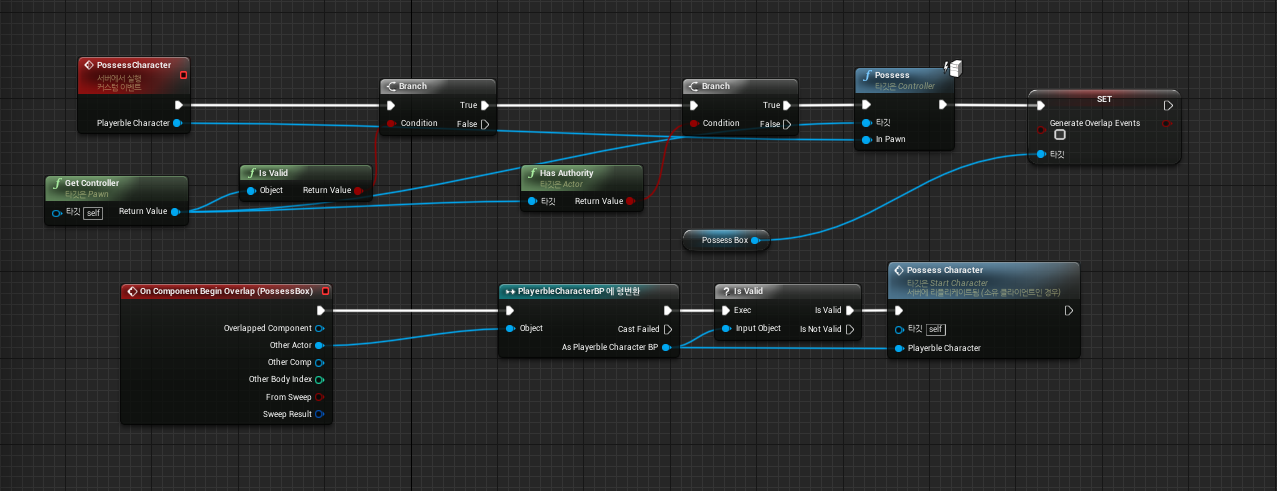 PossessCharacter
서버에서 실행
커스텀 이벤트
Playerble Character
Branch
True
Condition
False
Branch
True
Condition
False
Possess
타깃은 Controller
타깃
In Pawn
SET
Generate Overlap Events
타깃
Get Controller
타깃은 Pawn
타깃
self
Return Value
Is Valid
Object
Return Value
Has Authority
타깃은 Actor
타깃
Return Value
Possess Box
On Component Begin Overlap (PossessBox)
Overlapped Component
Other Actor
Other Comp
Other Body Index
From Sweep
Sweep Result
PlayerbleCharacterBP 에 형변환
Object
Cast Failed
As Playerble Character BP
Is Valid
Exec
Is Valid
Input Object
Is Not Valid
Possess Character
타깃은 Start Character
서버에 리플리케이트됨 (소유 클라이언트인 경우)
타깃
self
Playerble Character